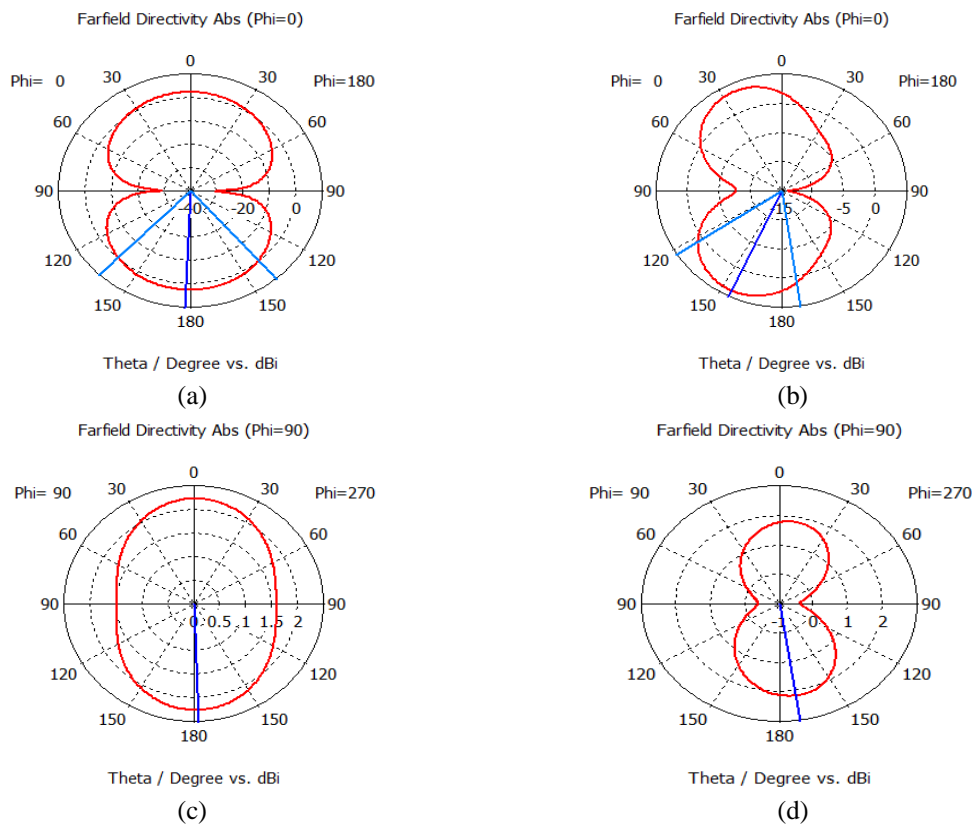 Farfield Directivity Abs (Phi=0)
Phi= 0 30 0 30 Phi=180
60 60
90 -40 -20 0 90
120 120
150 180 150
Theta / Degree vs. dBi
(a)
Farfield Directivity Abs (Phi=0)
Phi= 0 30 0 30 Phi=180
60 60
90 -15 -5 0 90
120 120
150 180 150
Theta / Degree vs. dBi
(b)
Farfield Directivity Abs (Phi=90)
Phi= 90 30 0 30 Phi=270
60 60
90 0 0.5 1 1.5 2 90
120 120
150 180 150
Theta / Degree vs. dBi
(c)
Farfield Directivity Abs (Phi=90)
Phi= 90 30 0 30 Phi=270
60 60
90 -1 0 1 2 90
120 120
150 180 150
Theta / Degree vs. dBi
(d)